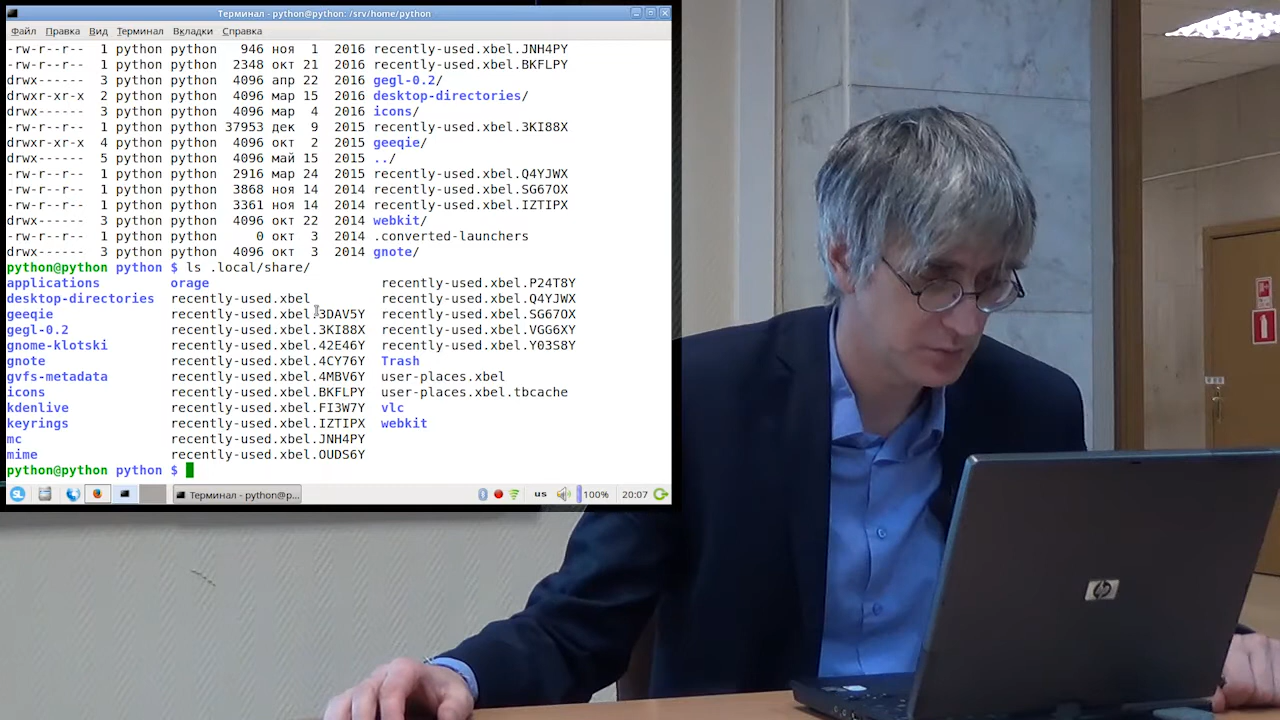 Терминал - python@python: /srv/home/python
Файл Правка Вид Терминал Вкладки Справка
-rw-r--r-- 1 python python 946 ноя 1 2016 recently-used.xbel.JNH4PY
-rw-r--r-- 1 python python 2348 окт 21 2016 recently-used.xbel.BKFLPY
drwx------ 3 python python 4096 апр 22 2016 gegl-0.2/
drwxr-xr-x 2 python python 4096 мар 15 2016 desktop-directories/
drwx------ 3 python python 4096 мар 4 2016 icons/
-rw-r--r-- 1 python python 37953 дек 9 2015 recently-used.xbel.3KI88X
drwxr-xr-x 4 python python 4096 окт 2 2015 geeqie/
drwx------ 5 python python 4096 май 15 2015 ../
-rw-r--r-- 1 python python 2916 мар 24 2015 recently-used.xbel.Q4YJWX
-rw-r--r-- 1 python python 3868 ноя 14 2014 recently-used.xbel.SG67OX
-rw-r--r-- 1 python python 3361 ноя 14 2014 recently-used.xbel.IZTIPX
drwx------ 3 python python 4096 окт 22 2014 webkit/
-rw-r--r-- 1 python python 0 окт 3 2014 .converted-launchers
drwx------ 3 python python 4096 окт 3 2014 gnote/
python@python python $ ls .local/share/
applications orage recently-used.xbel.P24T8Y
desktop-directories recently-used.xbel recently-used.xbel.Q4YJWX
geeqie recently-used.xbel.3DAV5Y recently-used.xbel.SG67OX
gegl-0.2 recently-used.xbel.3KI88X recently-used.xbel.VGG6XY
gnome-klotski recently-used.xbel.42E46Y recently-used.xbel.Y03S8Y
gnote recently-used.xbel.4CY76Y Trash
gvfs-metadata recently-used.xbel.4MBV6Y user-places.xbel
icons recently-used.xbel.BKFLPY user-places.xbel.tbcache
kdenlive recently-used.xbel.FI3W7Y vlc
keyrings recently-used.xbel.IZTIPX webkit
mc recently-used.xbel.JNH4PY
mime recently-used.xbel.OUDS6Y
python@python python $
Терминал - python@p... us 100% 20:07
hp